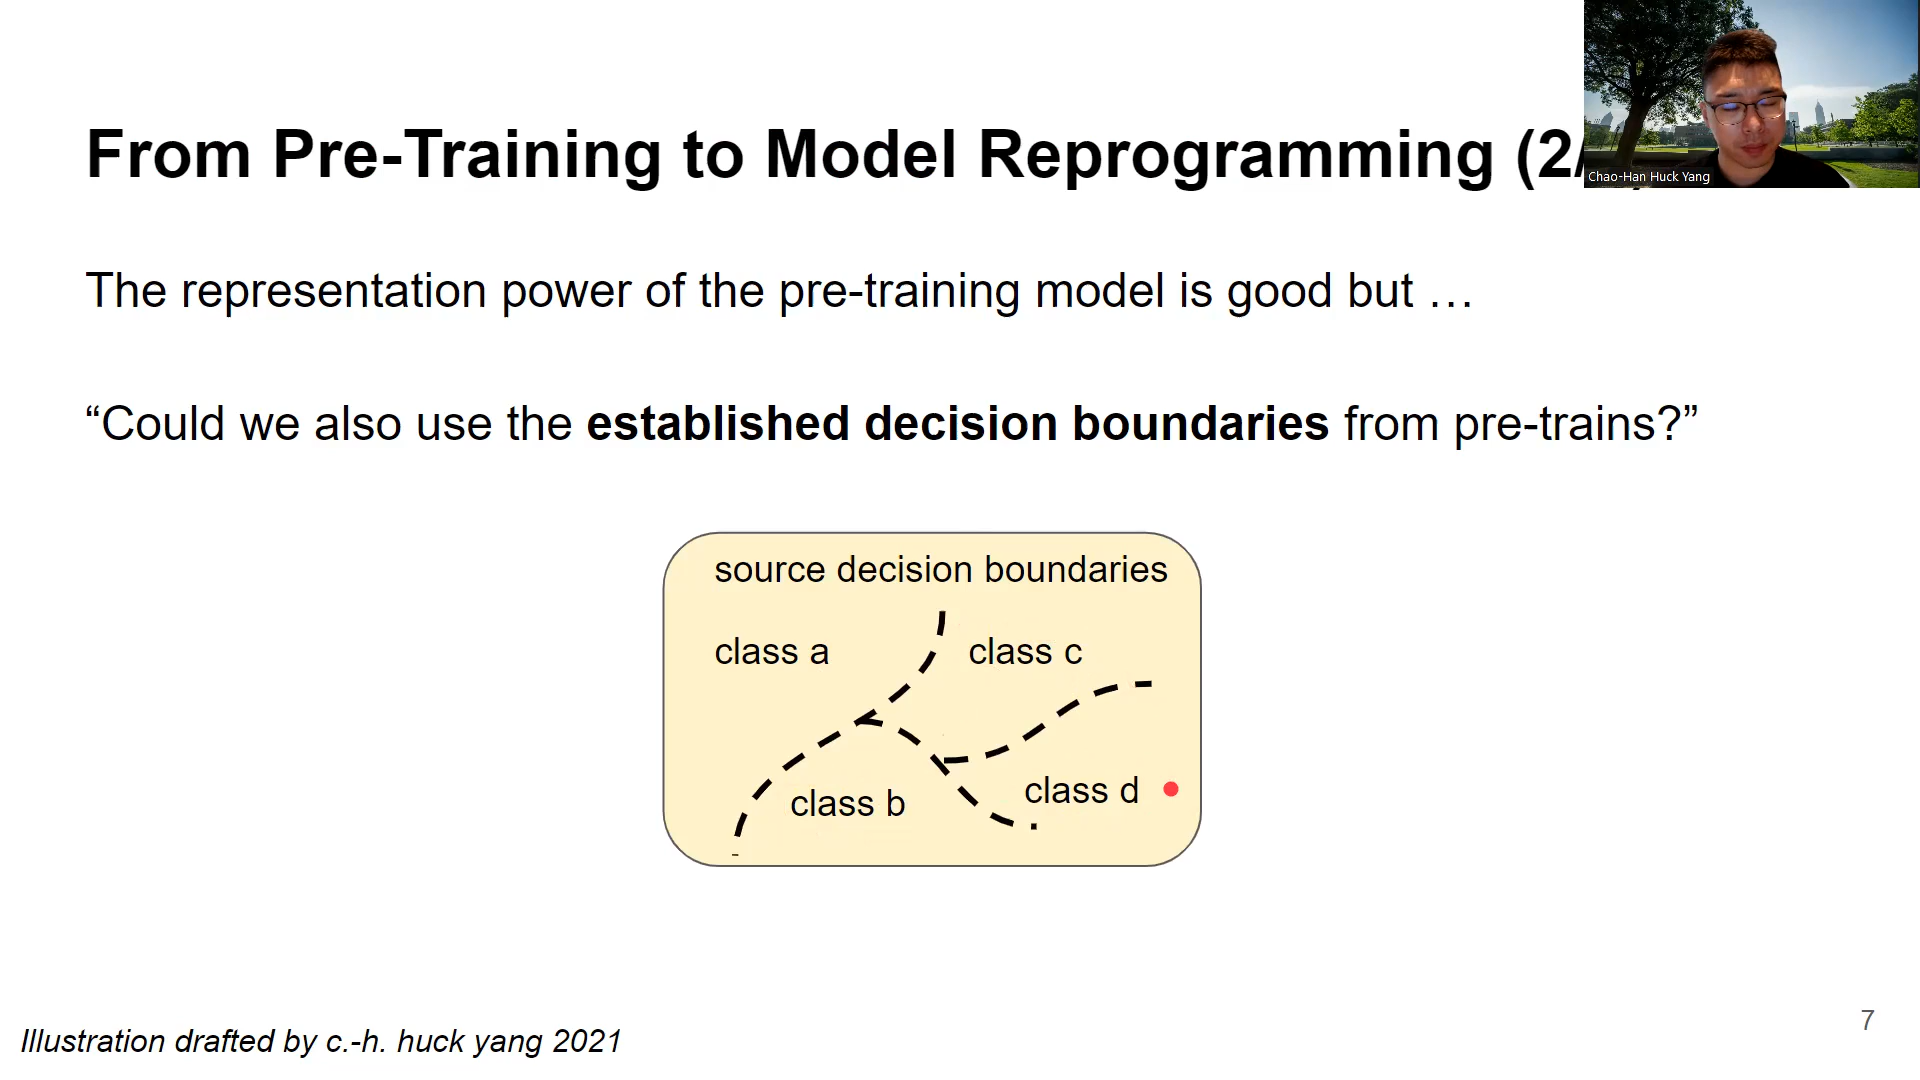 From Pre-Training to Model Reprogramming (2/
Chao-Han Huck Yang
The representation power of the pre-training model is good but …
“Could we also use the established decision boundaries from pre-trains?”
source decision boundaries
class a
class c
class b
class d
Illustration drafted by c.-h. huck yang 2021
7